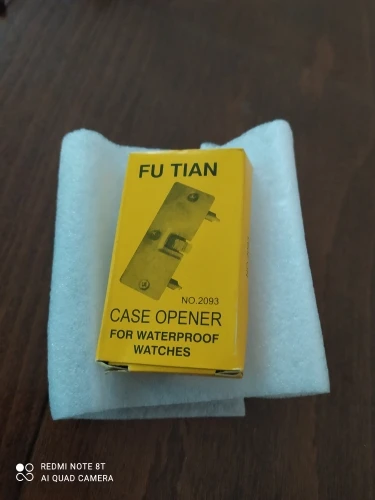 FU TIAN
NO.2093
CASE OPENER
FOR WATERPROOF
WATCHES
REDMI NOTE 8T
AI QUAD CAMERA